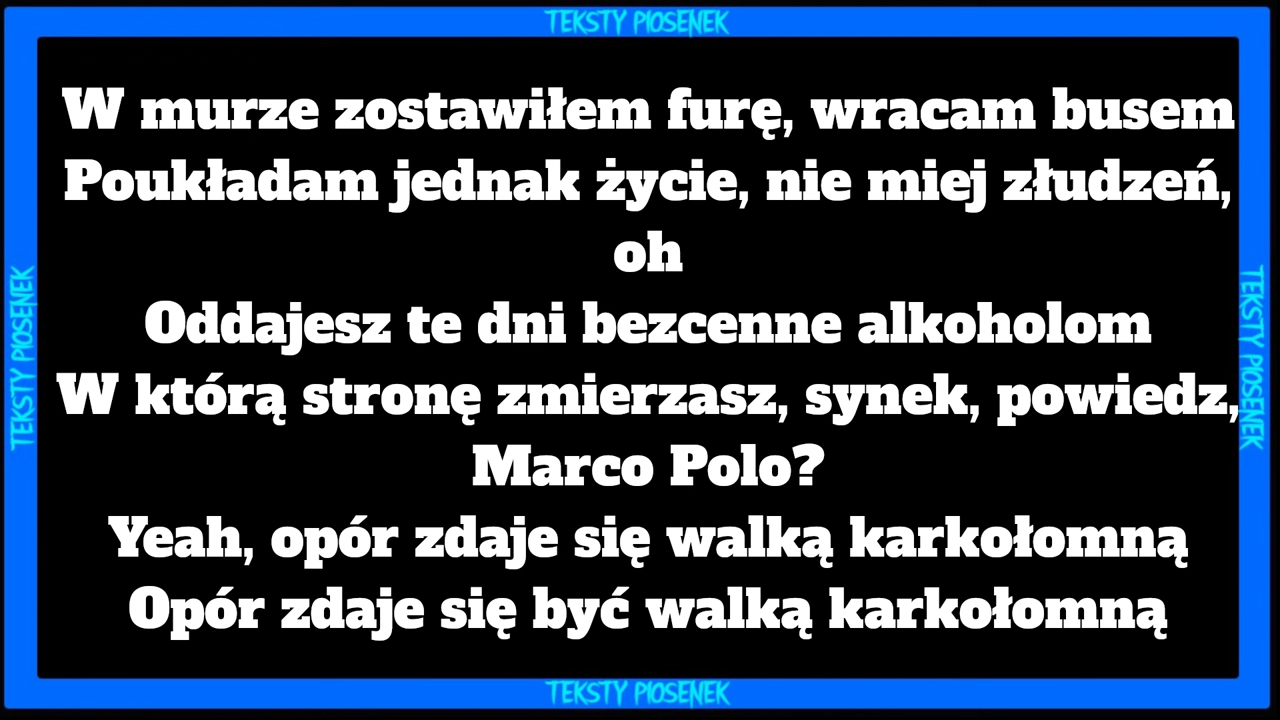 TEKSTY PIOSENEK
W murze zostawiłem furę, wracam busem
Poukładam jednak życie, nie miej złudzeń,
oh
Oddajesz te dni bezcenne alkoholom
W którą stronę zmierzasz, synek, powiedz,
Marco Polo?
Yeah, opór zdaje się walką karkołomną
Opór zdaje się być walką karkołomną
TEKSTY PIOSENEK
TEKSTY PIOSENEK
TEKSTY PIOSENEK